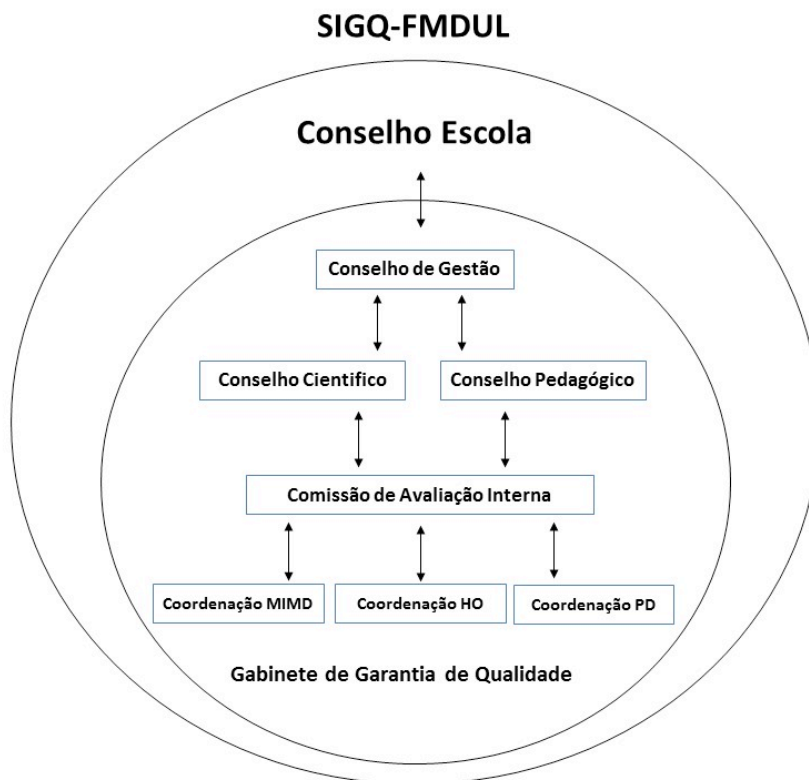 SIGQ-FMDUL
Conselho Escola
Conselho de Gestão
Conselho Cientifico
Conselho Pedagógico
Comissão de Avaliação Interna
Coordenação MIMD
Coordenação HO
Coordenação PD
Gabinete de Garantia de Qualidade